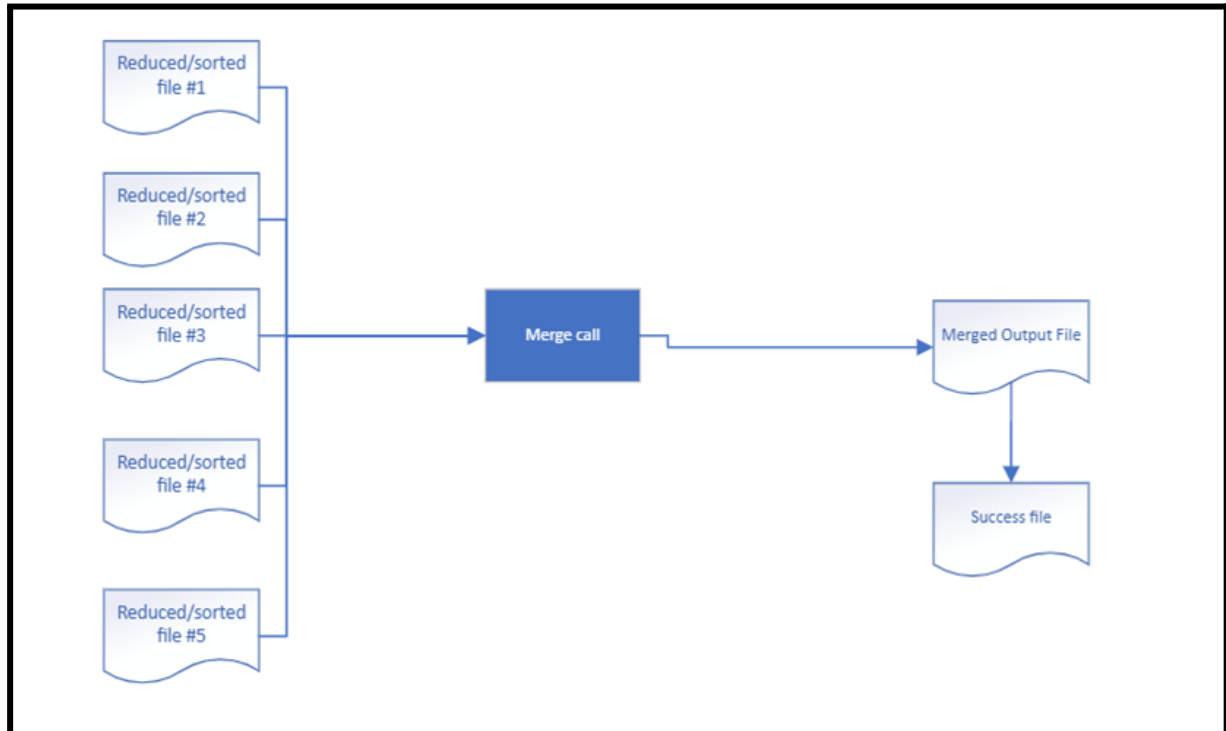 Reduced/sorted
file #1
Reduced/sorted
file #2
Reduced/sorted
file #3
Reduced/sorted
file #4
Reduced/sorted
file #5
Merge call
Merged Output File
Success file